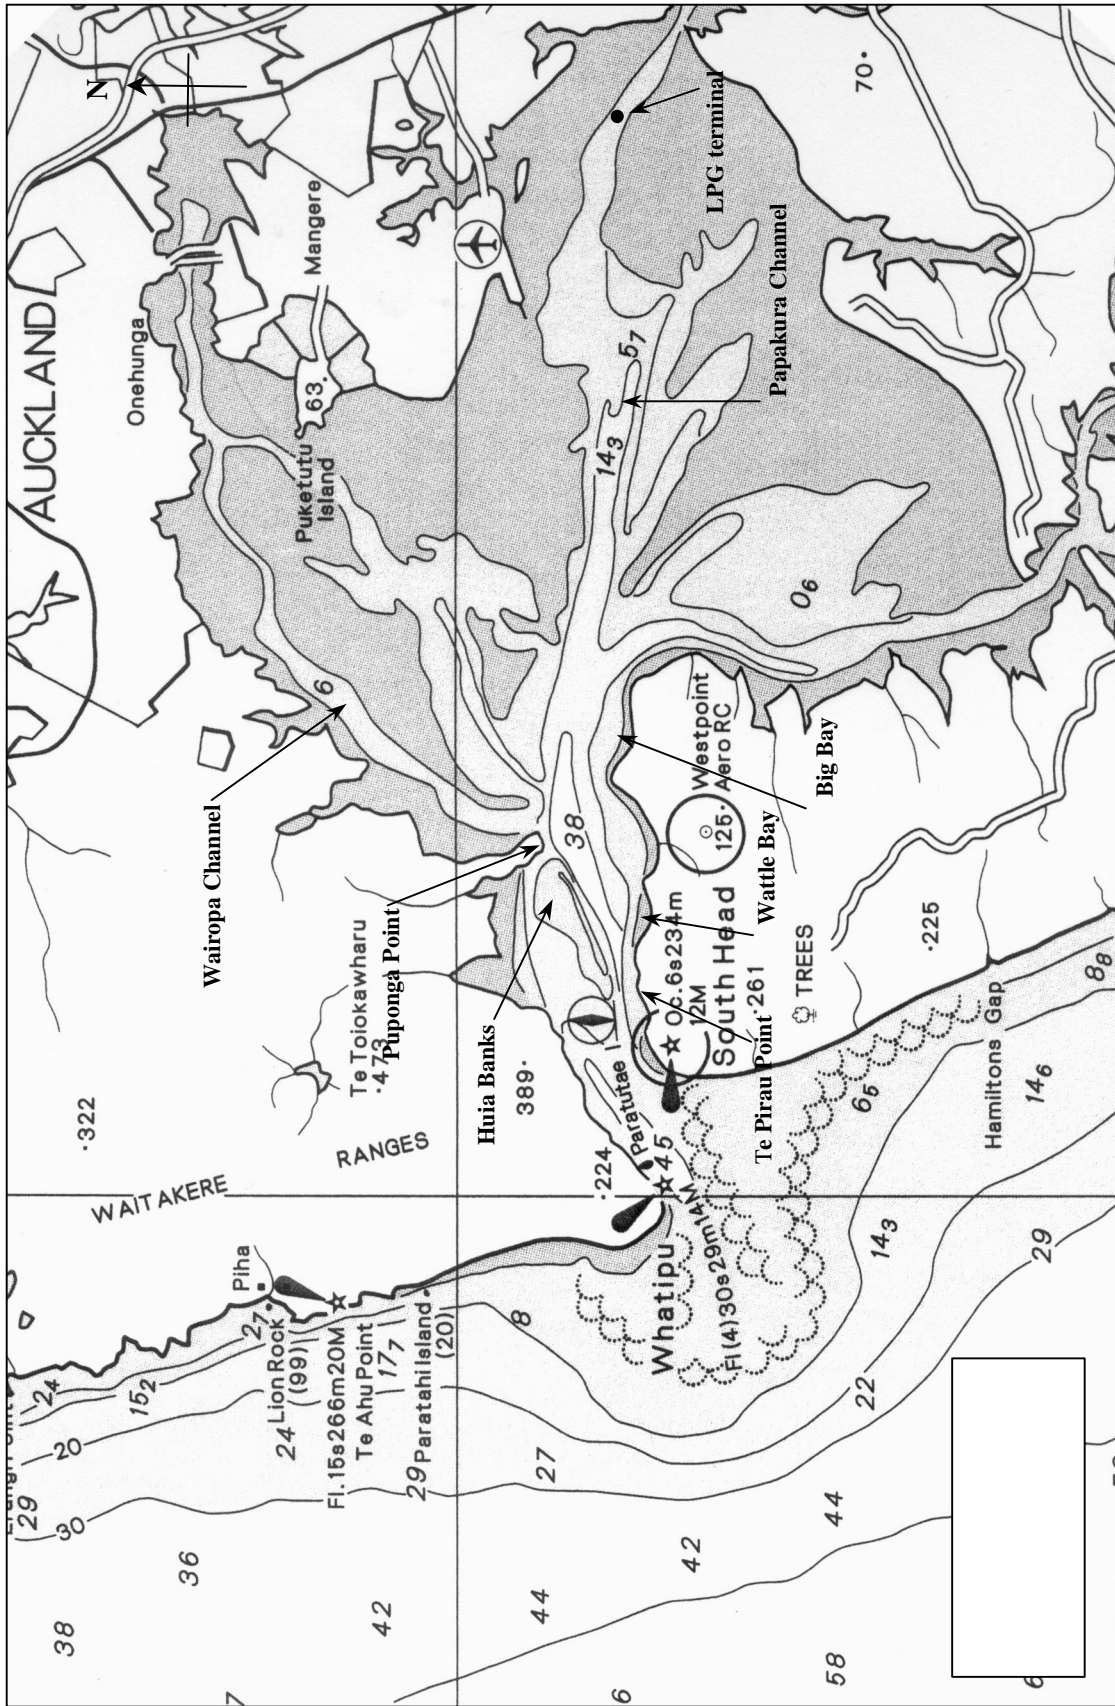 AUCKLAND
N
Onehunga
Mangere
63.
Puketutu
Island
6
Wairopa Channel
70.
LPG terminal
Papakura Channel
5₇
14₃
0₆
Big Bay
Westpoint
125. Aero RC
Wattle Bay
38
Puponga Point
Huia Banks
Te Toiokawharu
.473
.322
389.
WAITAKERE
RANGES
Te Pirau Point
South Head
Oc.6s234m
12M
.261
TREES
.225
Hamiltons Gap
8₈
6₅
14₆
14₃
29
22
Paratutae I
.224
45
Whatipu
Fl(4)30s29m14M
Piha
27
Lion Rock
(99)
24
Fl.15s266m20M
Te Ahu Point
17₇
Paratahi Island
(20)
29
8
27
24
15₂
20
30
29
36
38
42
44
42
44
58
6
7
6